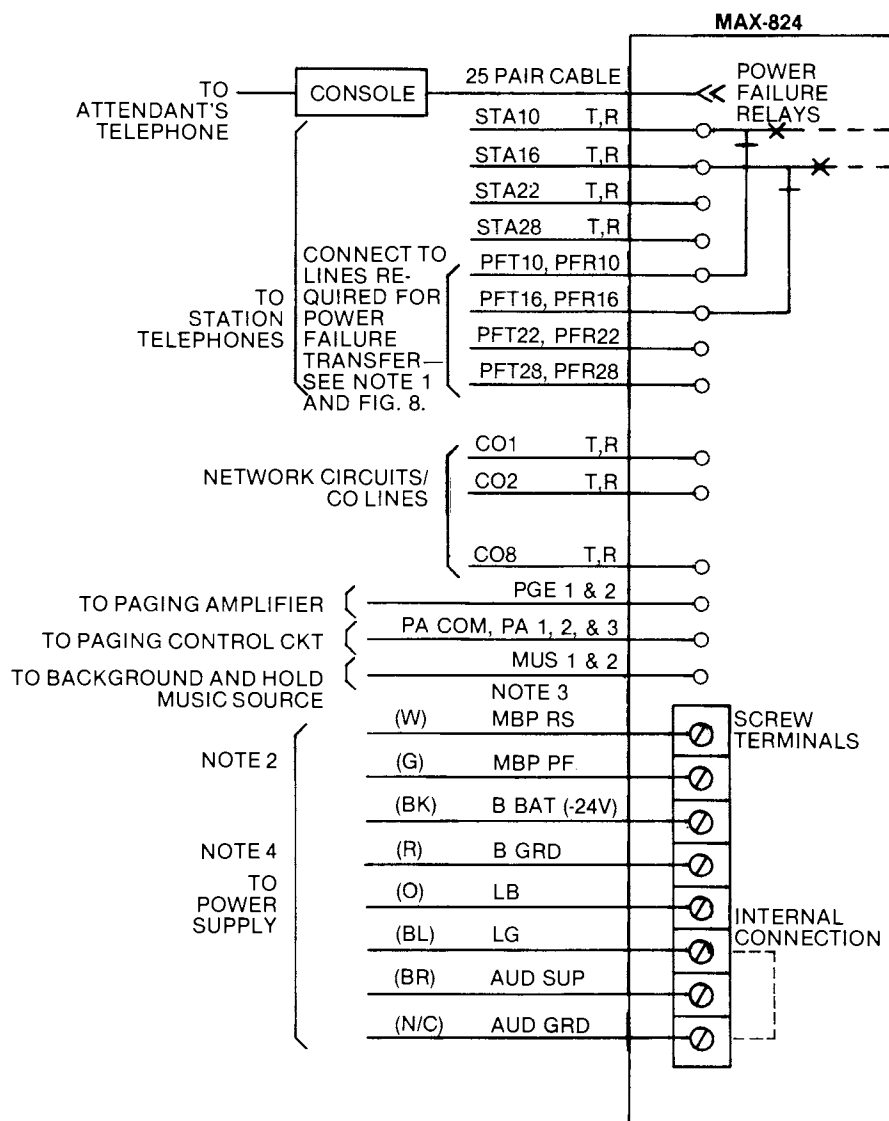 MAX-824
25 PAIR CABLE
POWER
FAILURE
RELAYS
TO
ATTENDANT'S
TELEPHONE
CONSOLE
STA10 T,R
STA16 T,R
STA22 T,R
STA28 T,R
TO
STATION
TELEPHONES
CONNECT TO
LINES RE-
QUIRED FOR
POWER
FAILURE
TRANSFER—
SEE NOTE 1
AND FIG. 8.
PFT10, PFR10
PFT16, PFR16
PFT22, PFR22
PFT28, PFR28
NETWORK CIRCUITS/
CO LINES
CO1 T,R
CO2 T,R
CO8 T,R
TO PAGING AMPLIFIER
PGE 1 & 2
TO PAGING CONTROL CKT
PA COM, PA 1, 2, & 3
TO BACKGROUND AND HOLD
MUSIC SOURCE
MUS 1 & 2
NOTE 3
(W) MBP RS
SCREW
TERMINALS
NOTE 2
(G) MBP PF
(BK) B BAT (-24V)
NOTE 4
(R) B GRD
TO
POWER
SUPPLY
(O) LB
(BL) LG
INTERNAL
CONNECTION
(BR) AUD SUP
(N/C) AUD GRD